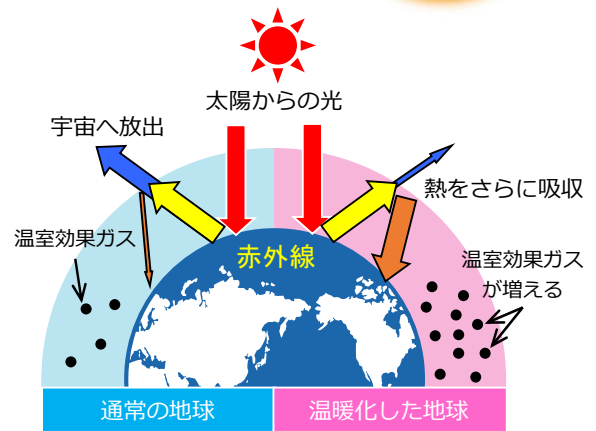 太陽からの光
宇宙へ放出
熱をさらに吸収
温室効果ガス
赤外線
温室効果ガス
が増える
通常の地球
温暖化した地球